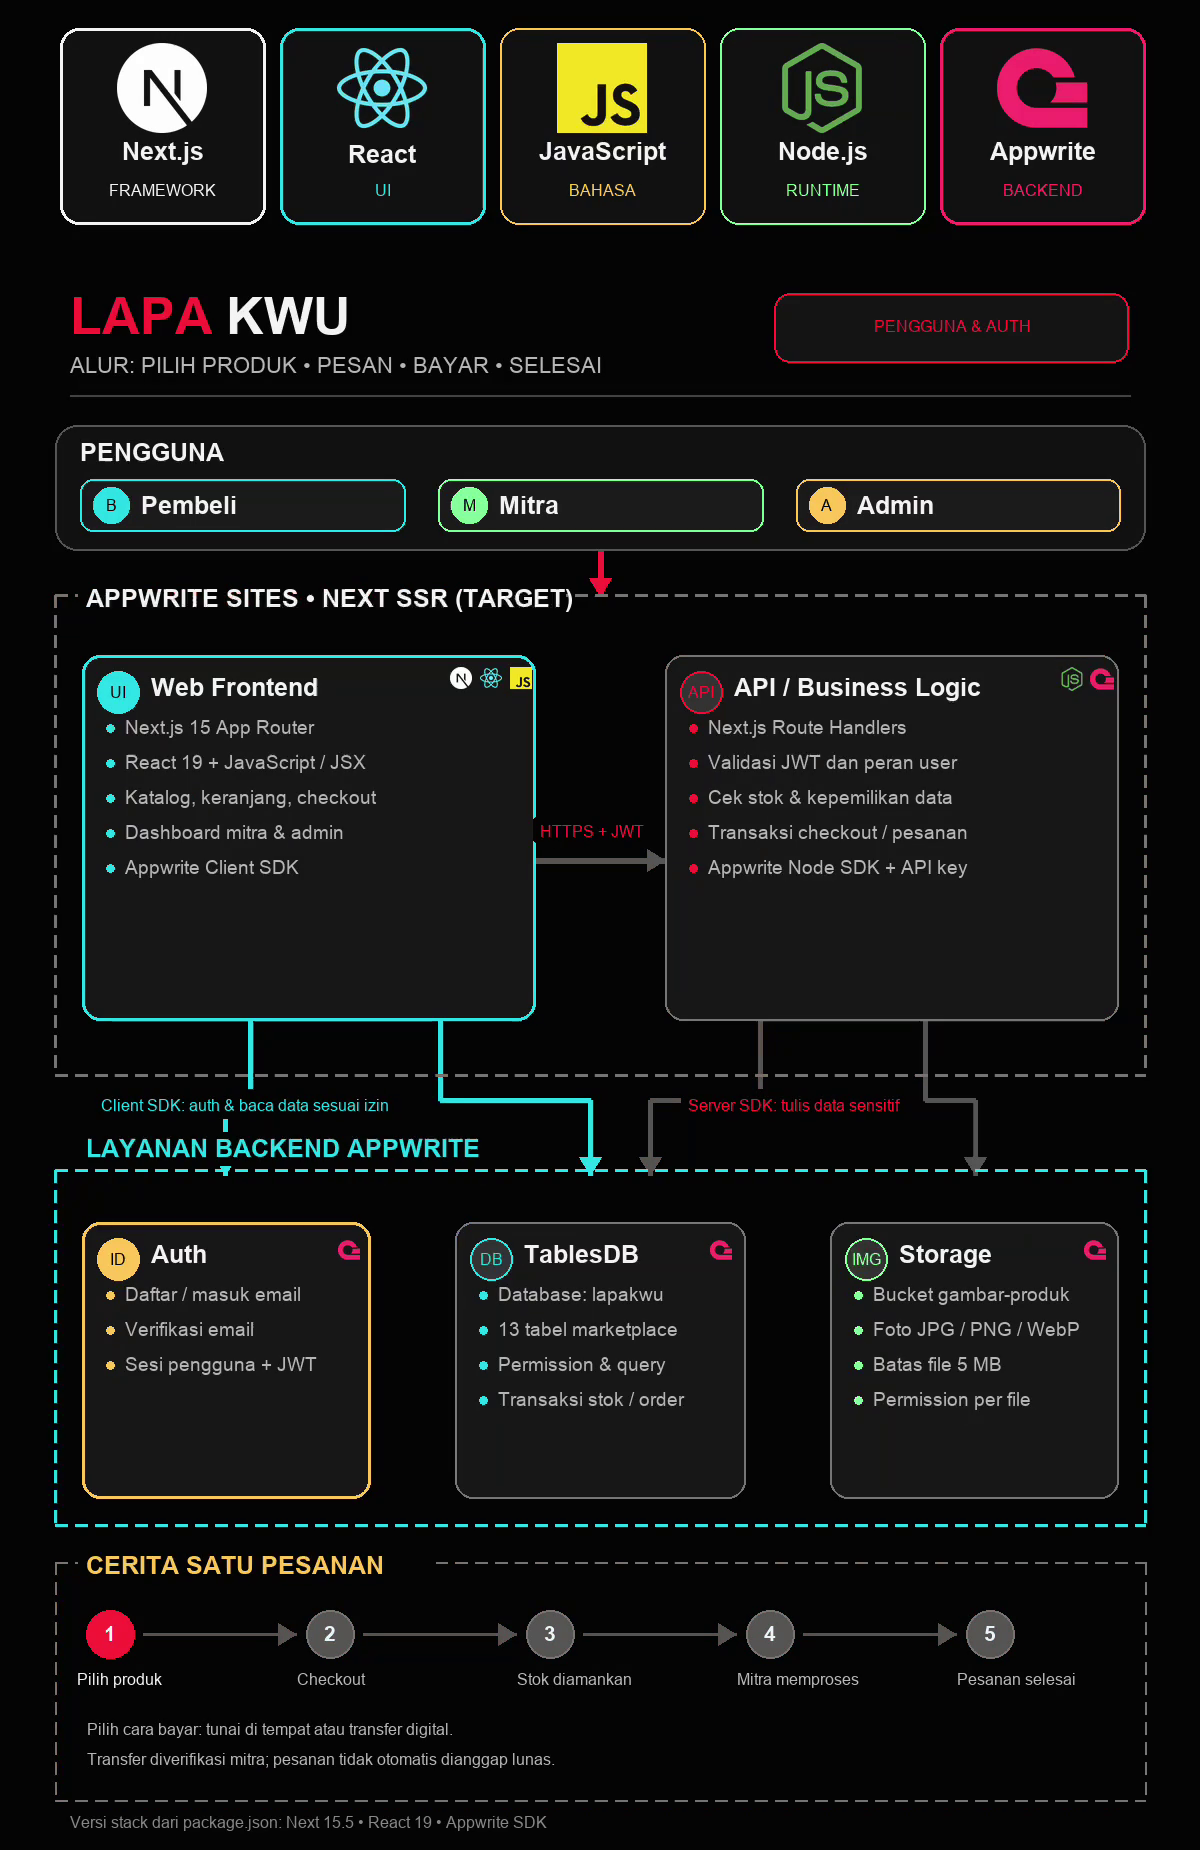 N
JS
JS
Next.js
React
JavaScript
Node.js
Appwrite
FRAMEWORK
UI
BAHASA
RUNTIME
BACKEND
LAPA KWU
PENGGUNA & AUTH
ALUR: PILIH PRODUK • PESAN • BAYAR • SELESAI
PENGGUNA
B Pembeli
M Mitra
A Admin
APPWRITE SITES • NEXT SSR (TARGET)
UI Web Frontend
N
JS
Next.js 15 App Router
React 19 + JavaScript / JSX
Katalog, keranjang, checkout
Dashboard mitra & admin
Appwrite Client SDK
HTTPS + JWT
API API / Business Logic
JS
Next.js Route Handlers
Validasi JWT dan peran user
Cek stok & kepemilikan data
Transaksi checkout / pesanan
Appwrite Node SDK + API key
Client SDK: auth & baca data sesuai izin
Server SDK: tulis data sensitif
LAYANAN BACKEND APPWRITE
ID Auth
Daftar / masuk email
Verifikasi email
Sesi pengguna + JWT
DB TablesDB
Database: lapakwu
13 tabel marketplace
Permission & query
Transaksi stok / order
IMG Storage
Bucket gambar-produk
Foto JPG / PNG / WebP
Batas file 5 MB
Permission per file
CERITA SATU PESANAN
1
2
3
4
5
Pilih produk
Checkout
Stok diamankan
Mitra memproses
Pesanan selesai
Pilih cara bayar: tunai di tempat atau transfer digital.
Transfer diverifikasi mitra; pesanan tidak otomatis dianggap lunas.
Versi stack dari package.json: Next 15.5 • React 19 • Appwrite SDK